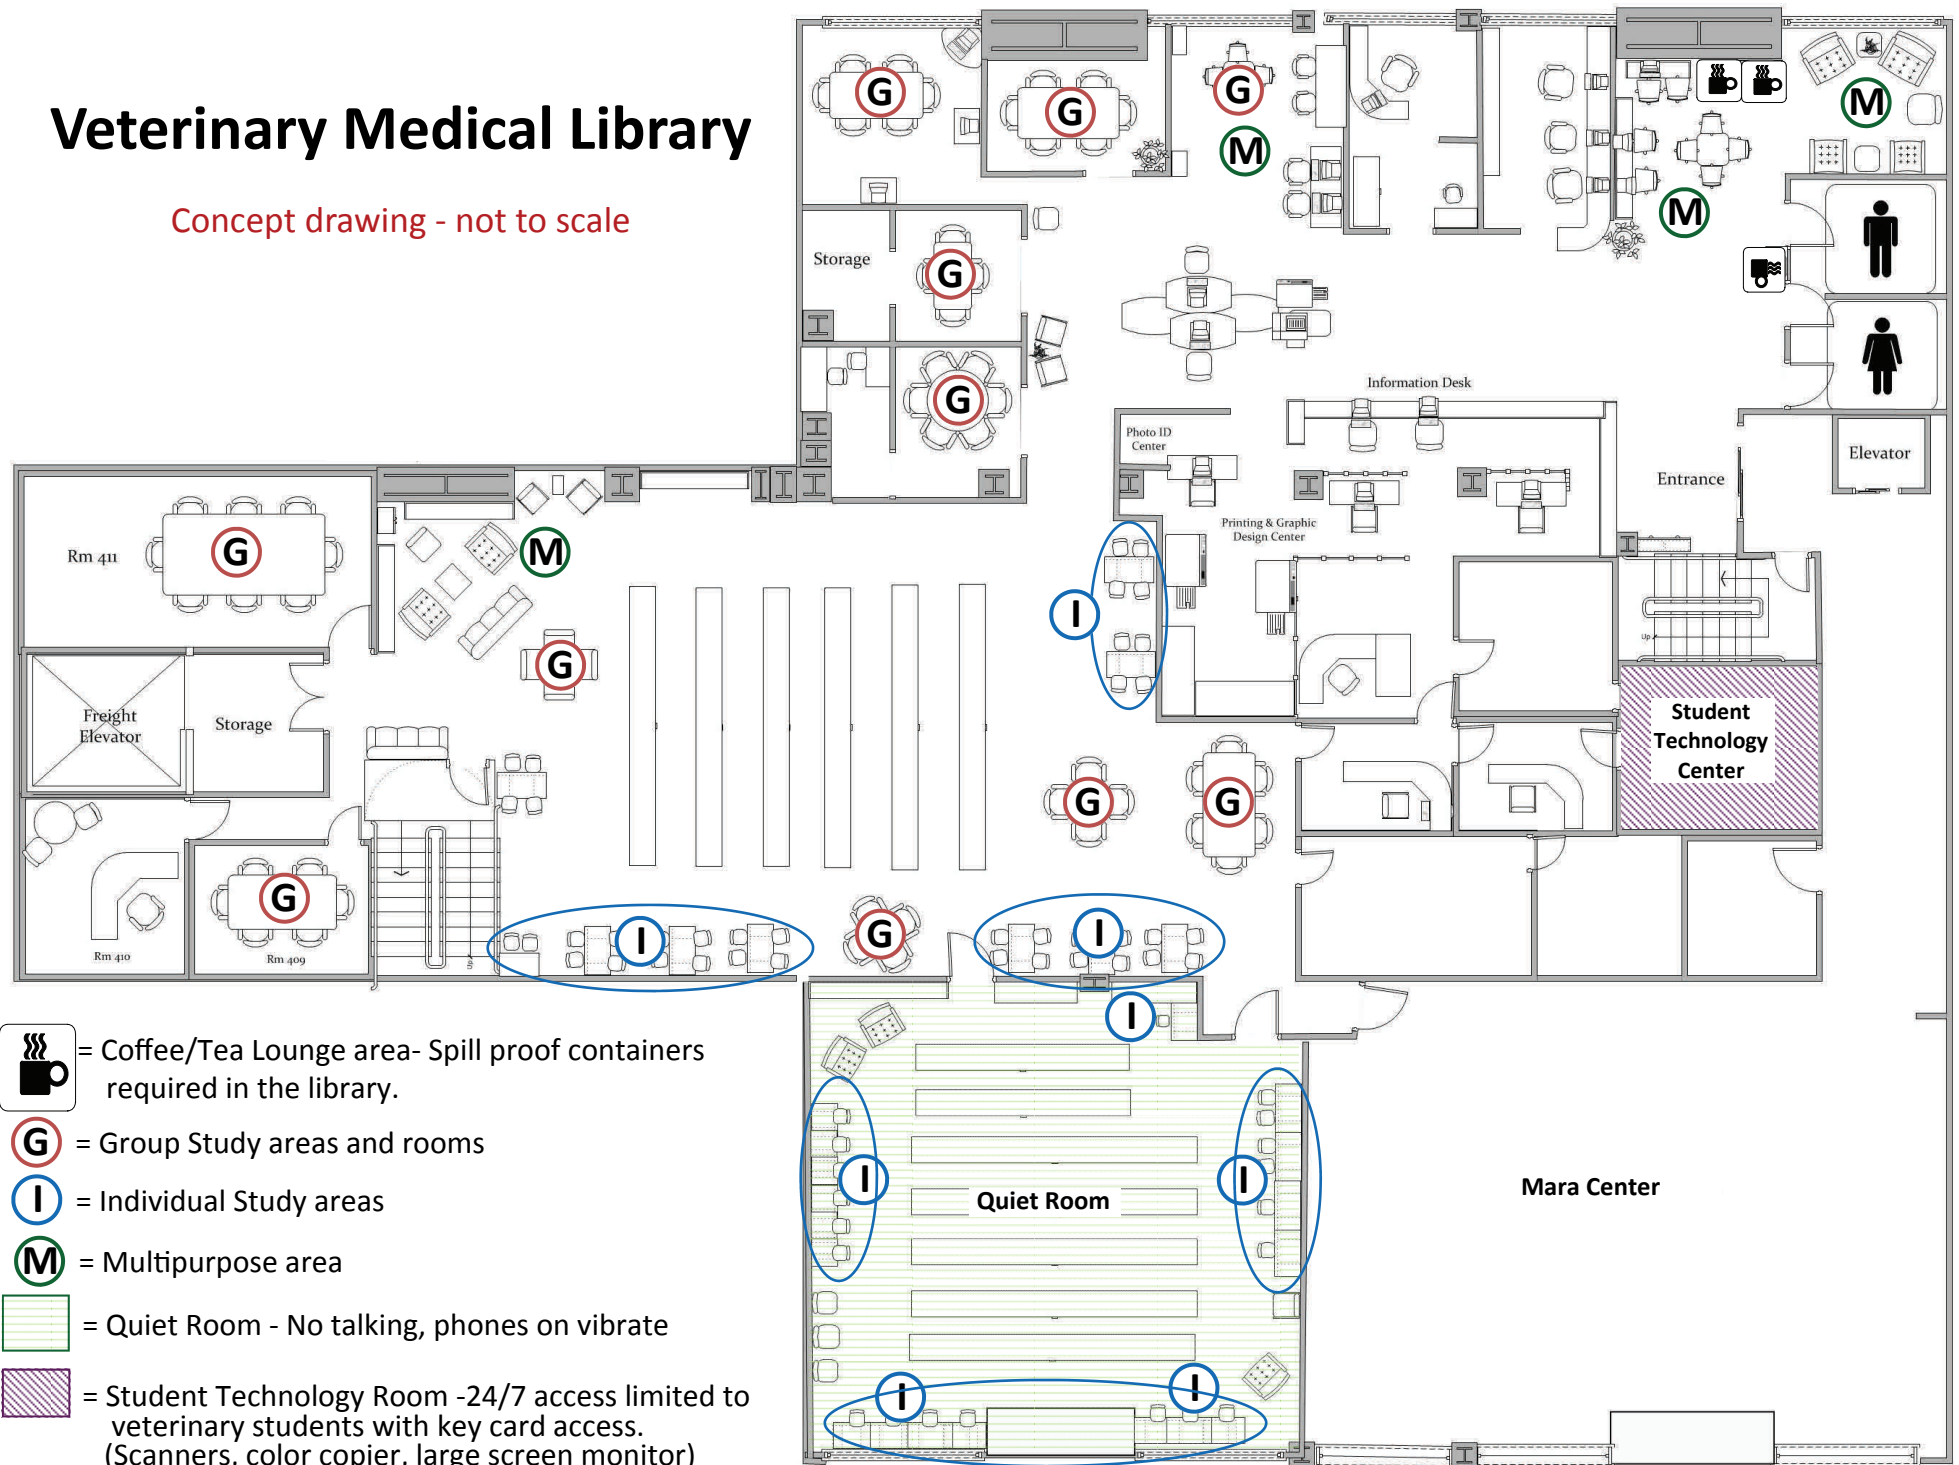 Veterinary Medical Library
Concept drawing - not to scale
G
G
G
M
M
M
Storage
G
G
Information Desk
Photo ID
Center
Elevator
Entrance
Printing & Graphic
Design Center
Rm 411
G
M
I
G
Up
Freight
Elevator
Storage
Student
Technology
Center
G
G
G
Rm 410
Rm 409
Up
I
G
I
I
I
I
Quiet Room
Mara Center
I
I
= Coffee/Tea Lounge area- Spill proof containers
required in the library.
G = Group Study areas and rooms
I = Individual Study areas
M = Multipurpose area
= Quiet Room - No talking, phones on vibrate
= Student Technology Room -24/7 access limited to
veterinary students with key card access.
(Scanners, color copier, large screen monitor)